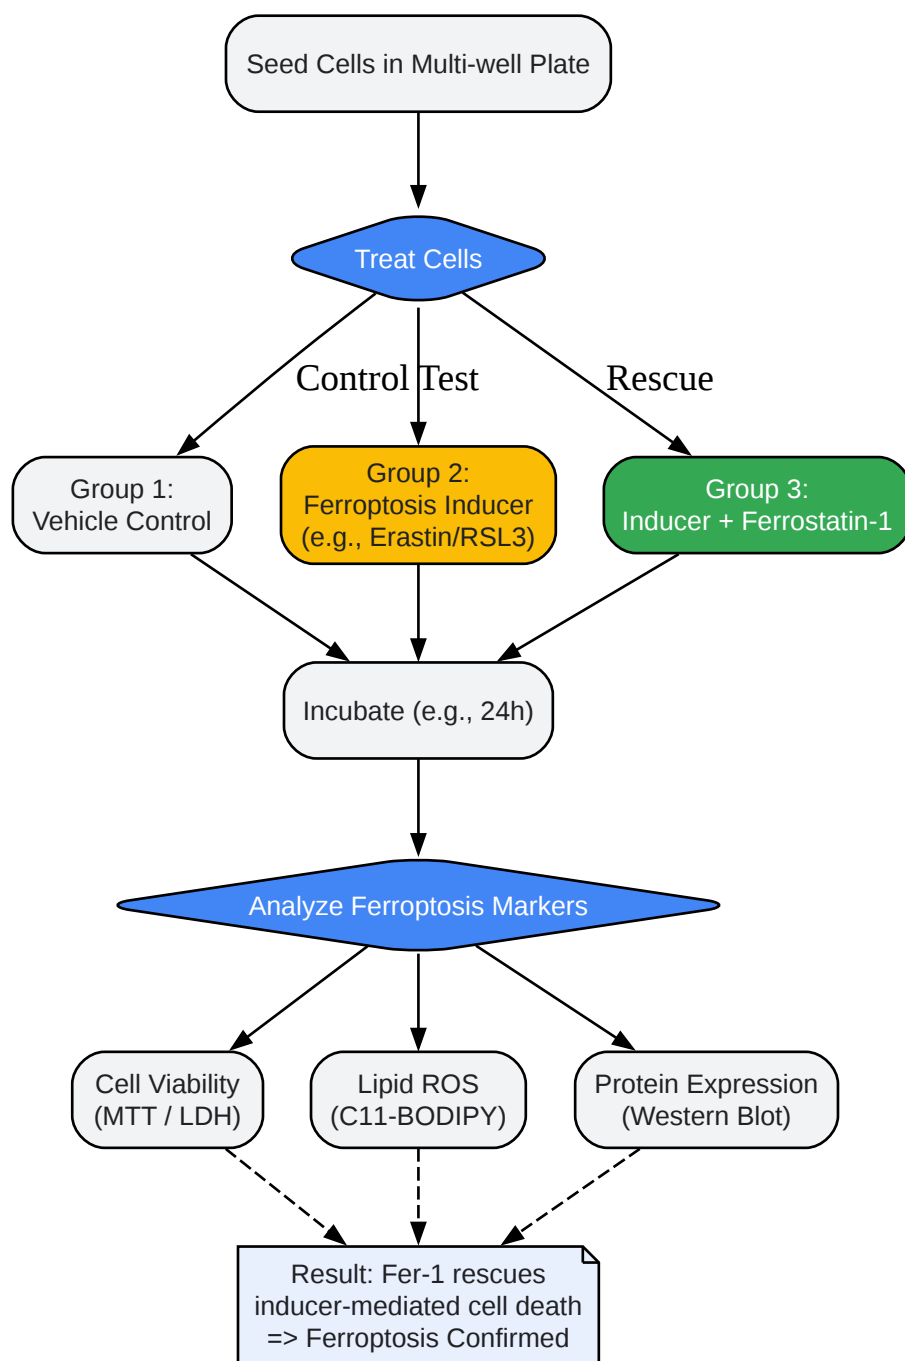 Seed Cells in Multi-well Plate
Treat Cells
Control
Test
Rescue
Group 1:
Vehicle Control
Group 2:
Ferroptosis Inducer
(e.g., Erastin/RSL3)
Group 3:
Inducer + Ferrostatin-1
Incubate (e.g., 24h)
Analyze Ferroptosis Markers
Cell Viability
(MTT / LDH)
Lipid ROS
(C11-BODIPY)
Protein Expression
(Western Blot)
Result: Fer-1 rescues
inducer-mediated cell death
=> Ferroptosis Confirmed